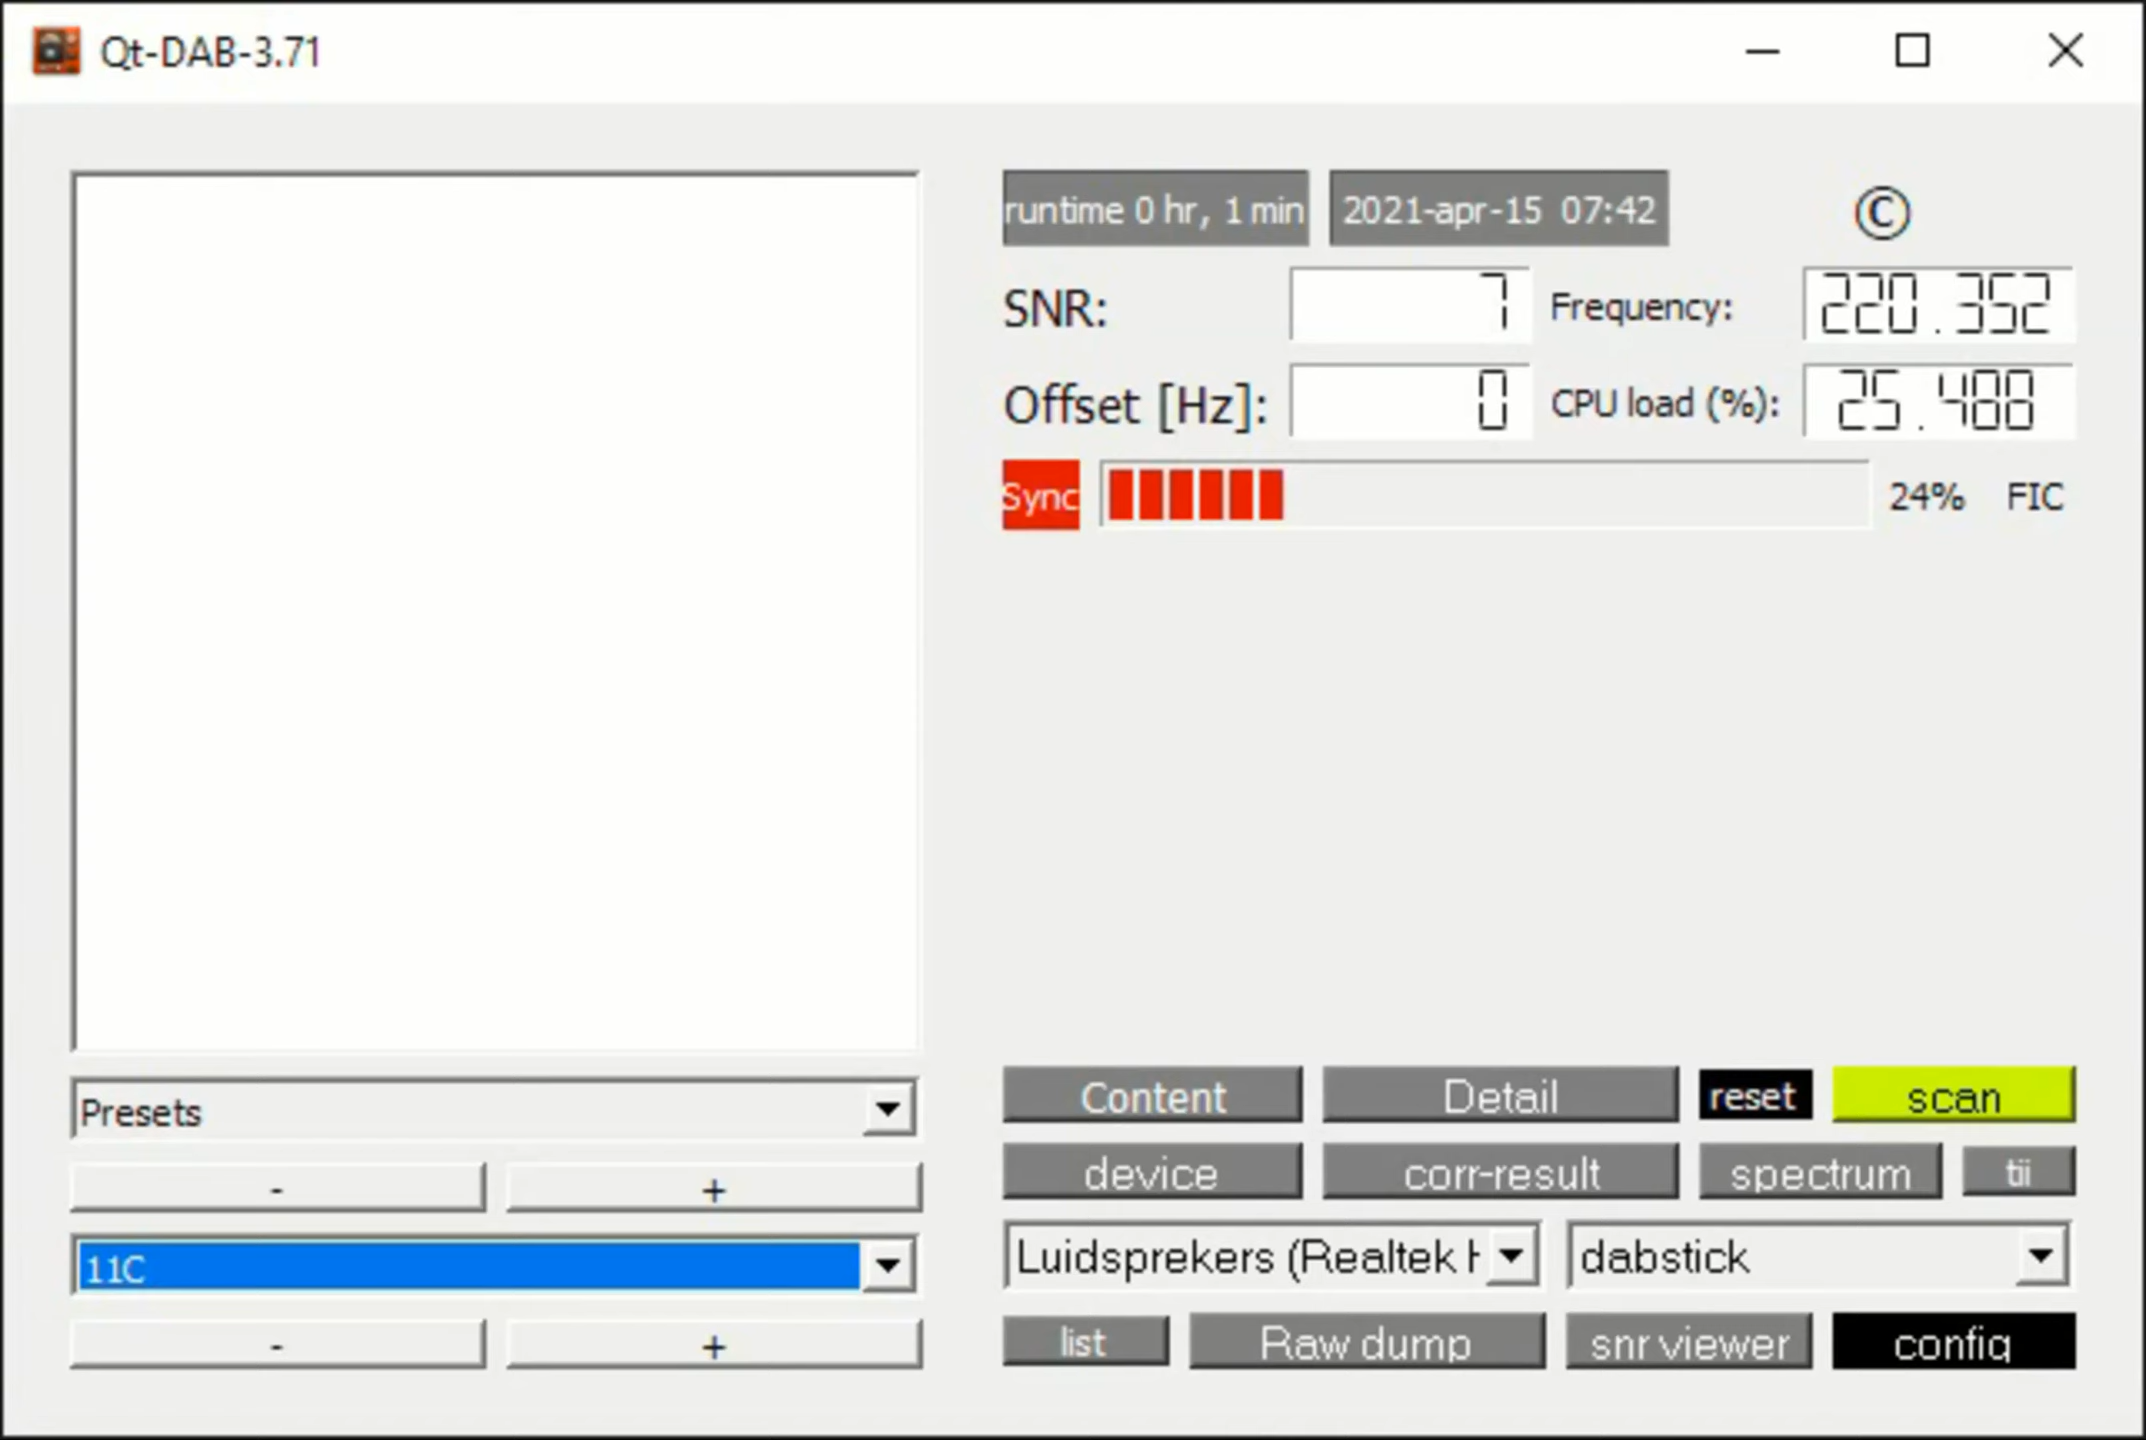 Qt-DAB-3.71
runtime 0 hr, 1 min 2021-apr-15 07:42 ©
SNR: 7 Frequency: 220.352
Offset [Hz]: 0 CPU load (%): 25.488
Sync 24% FIC
Presets
- +
11C
- +
Content Detail reset scan
device corr-result spectrum tii
Luidsprekers (Realtek dabstick
list Raw dump snr viewer config